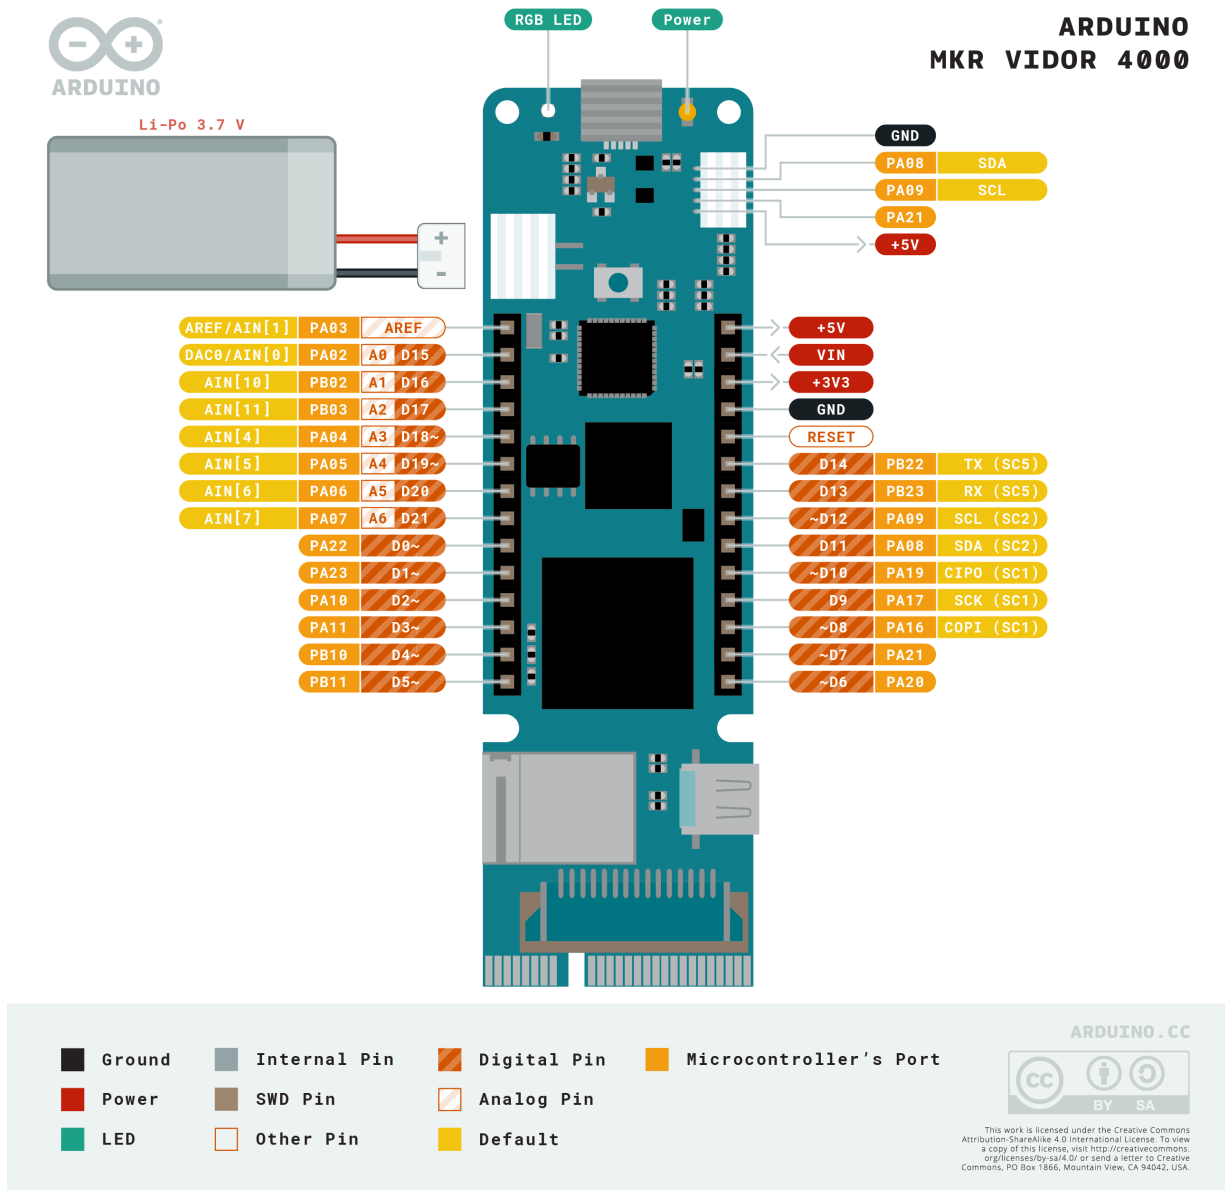 RGB LED
Power
ARDUINO
MKR VIDOR 4000
ARDUINO
Li-Po 3.7 V
+
-
GND
PA08 SDA
PA09 SCL
PA21
+5V
AREF/AIN[1] PA03 AREF
DAC0/AIN[0] PA02 A0 D15
AIN[10] PB02 A1 D16
AIN[11] PB03 A2 D17
AIN[4] PA04 A3 D18~
AIN[5] PA05 A4 D19~
AIN[6] PA06 A5 D20
AIN[7] PA07 A6 D21
PA22 D0~
PA23 D1~
PA10 D2~
PA11 D3~
PB10 D4~
PB11 D5~
+5V
VIN
+3V3
GND
RESET
D14 PB22 TX (SC5)
D13 PB23 RX (SC5)
~D12 PA09 SCL (SC2)
D11 PA08 SDA (SC2)
~D10 PA19 CIPO (SC1)
D9 PA17 SCK (SC1)
~D8 PA16 COPI (SC1)
~D7 PA21
~D6 PA20
Ground
Power
LED
Internal Pin
SWD Pin
Other Pin
Digital Pin
Analog Pin
Default
Microcontroller's Port
ARDUINO.CC
cc
BY SA
This work is licensed under the Creative Commons
Attribution-ShareAlike 4.0 International License. To view
a copy of this license, visit http://creativecommons.
org/licenses/by-sa/4.0/ or send a letter to Creative
Commons, PO Box 1866, Mountain View, CA 94042, USA.